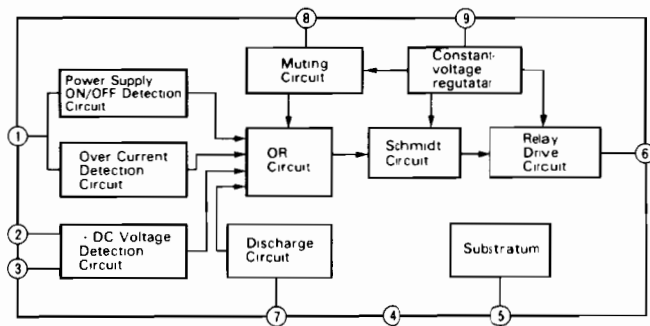 8
9
Power Supply
ON/OFF Detection
Circuit
Muting
Circuit
Constant-
voltage
regutatar
1
Over Current
Detection
Circuit
OR
Circuit
Schmidt
Circuit
Relay
Drive
Circuit
6
2
3
· DC Voltage
Detection
Circuit
Discharge
Circuit
Substratum
7
4
5